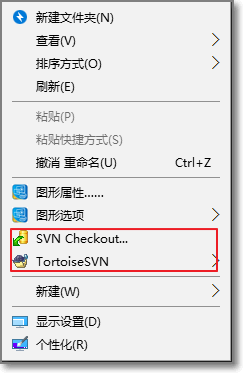 新建文件夹(N)
查看(V)
排序方式(O)
刷新(E)
粘贴(P)
粘贴快捷方式(S)
撤消 重命名(U) Ctrl+Z
图形属性......
图形选项
SVN Checkout...
TortoiseSVN
新建(W)
显示设置(D)
个性化(R)